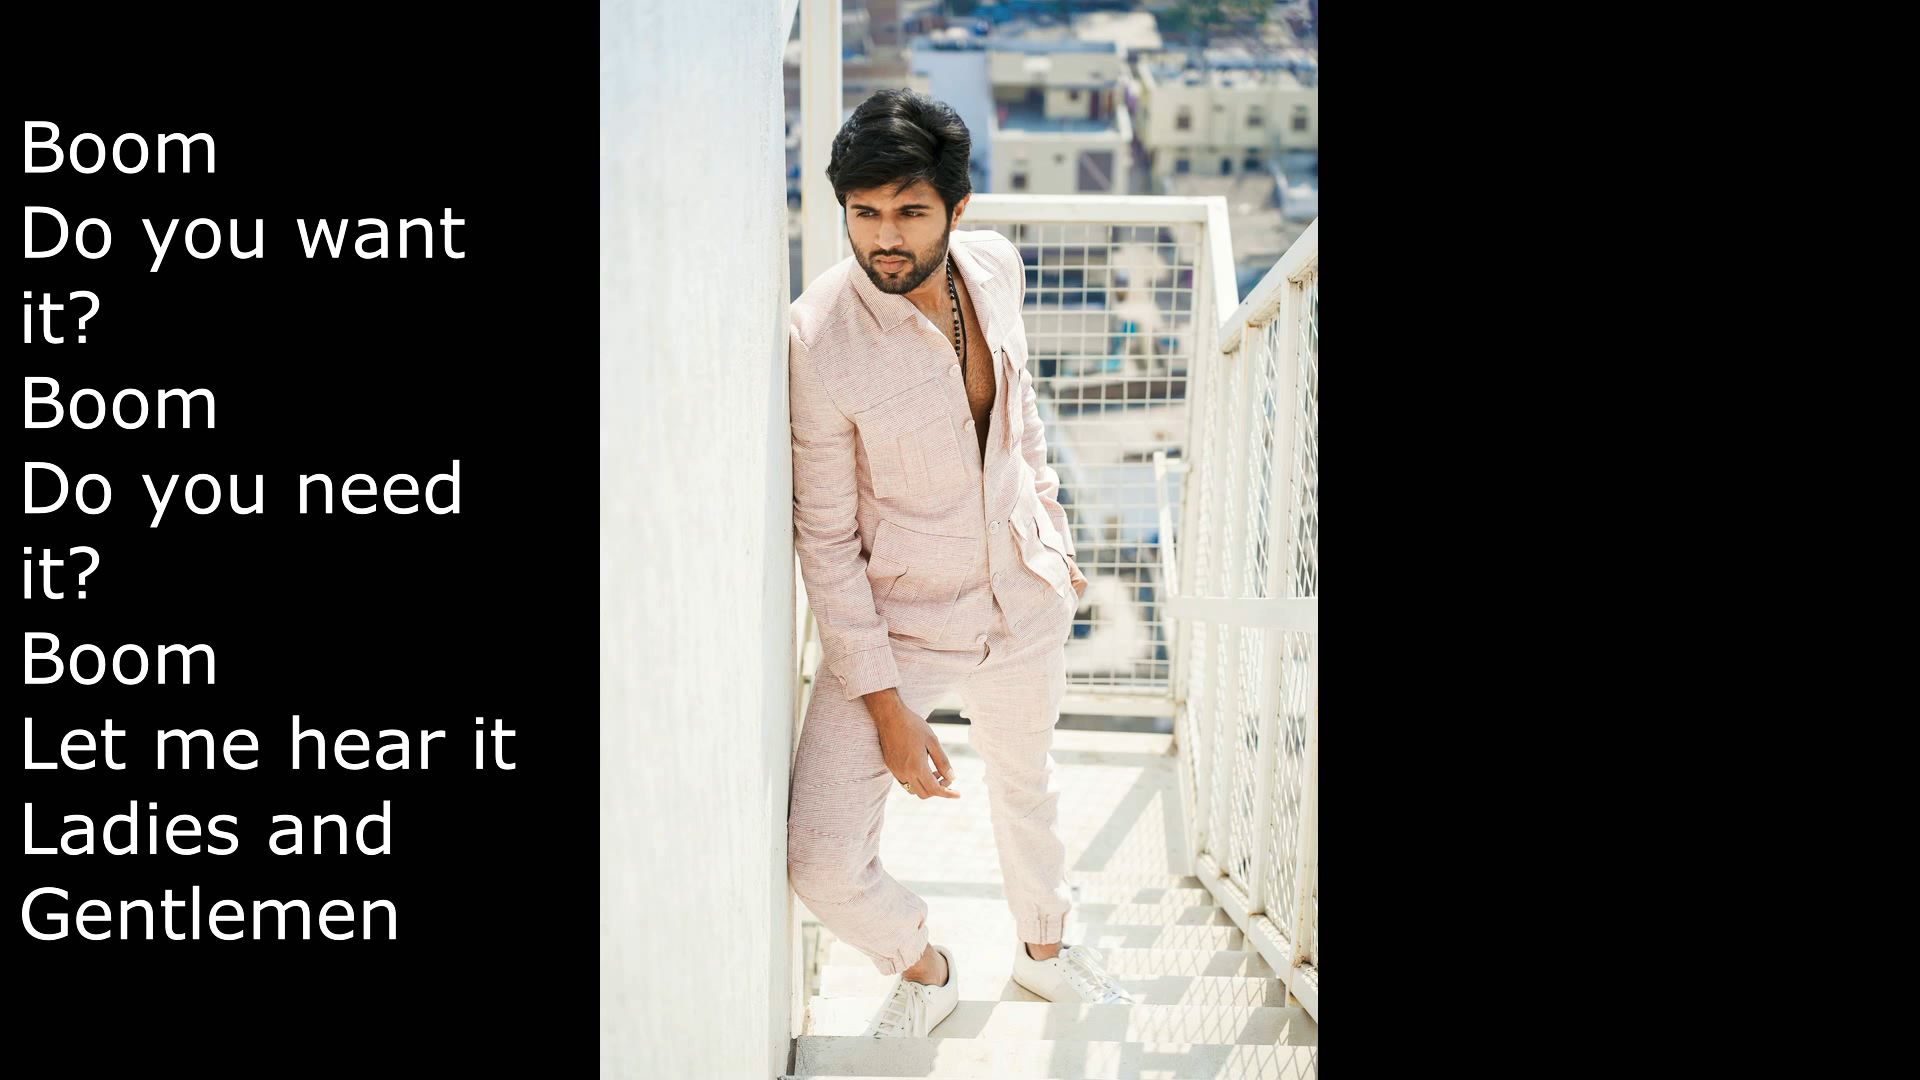 Boom
Do you want
it?
Boom
Do you need
it?
Boom
Let me hear it
Ladies and
Gentlemen